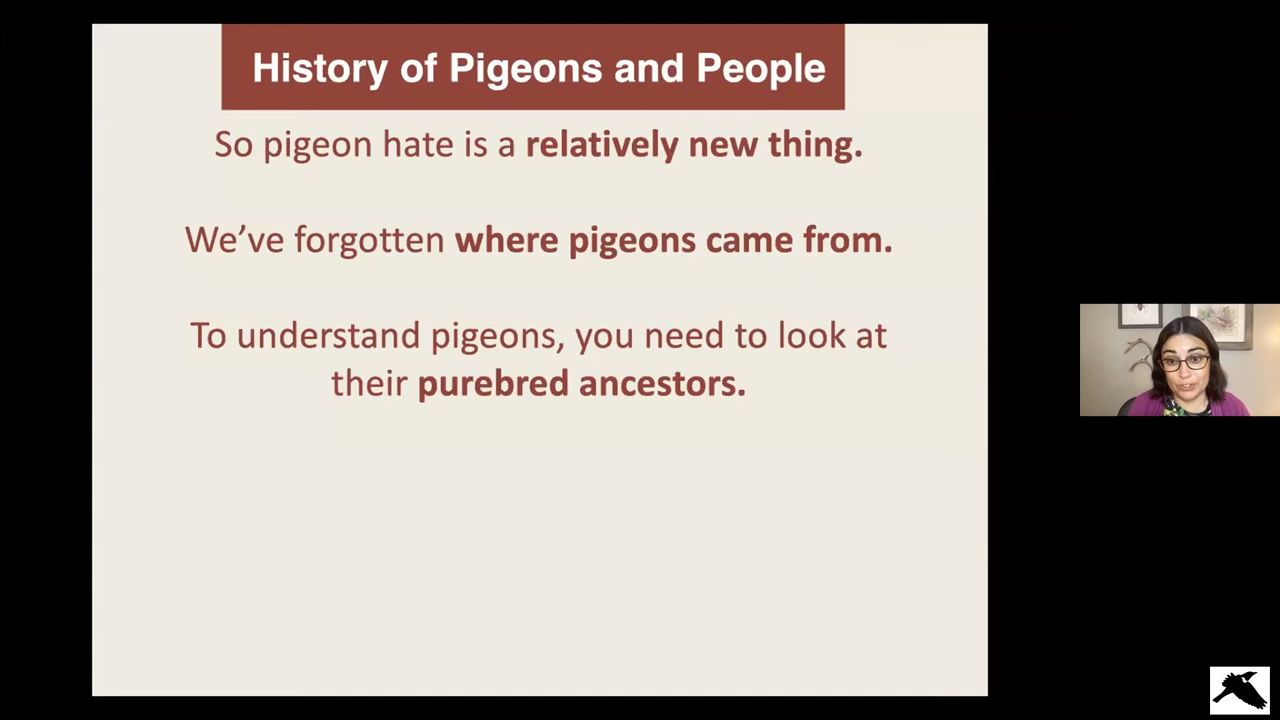 History of Pigeons and People
So pigeon hate is a relatively new thing.
We’ve forgotten where pigeons came from.
To understand pigeons, you need to look at
their purebred ancestors.